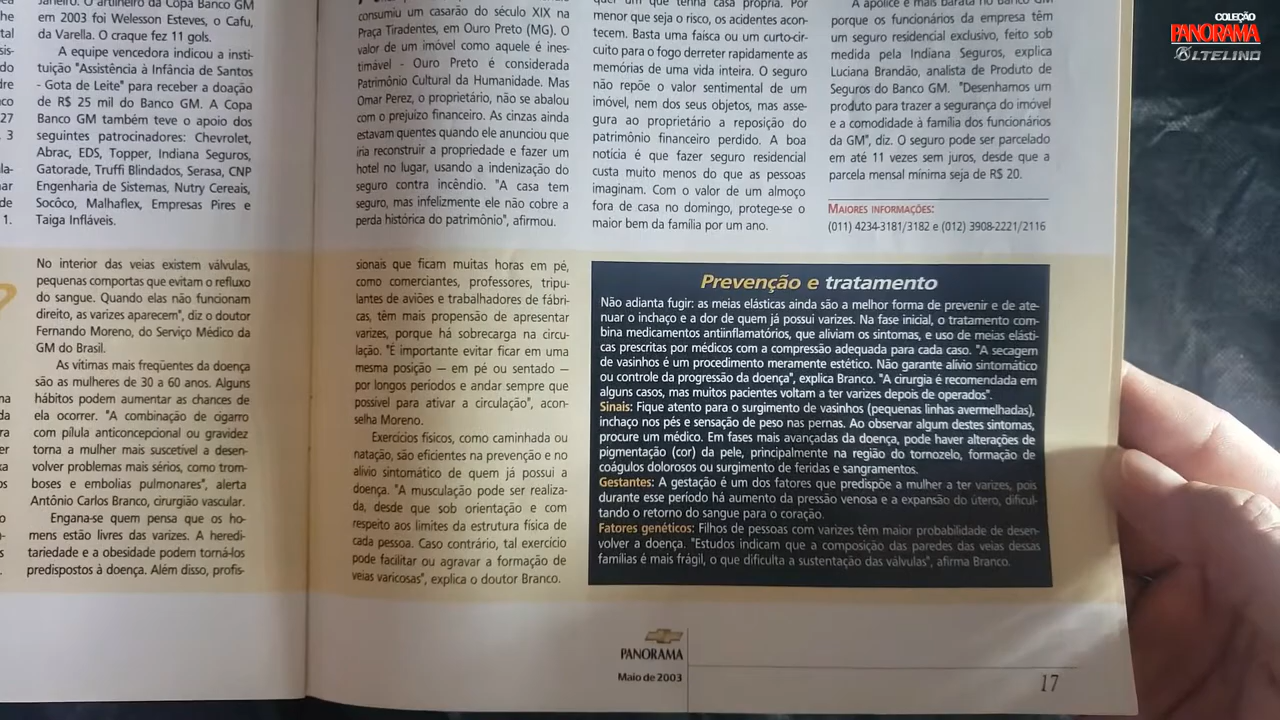 Janeiro. O artilheiro da Copa Banco GM
em 2003 foi Welesson Esteves, o Cafu,
da Varella. O craque fez 11 gols.
A equipe vencedora indicou a insti-
tuição "Assistência à Infância de Santos
- Gota de Leite" para receber a doação
de R$ 25 mil do Banco GM. A Copa
Banco GM também teve o apoio dos
seguintes patrocinadores: Chevrolet,
Abrac, EDS, Topper, Indiana Seguros,
Gatorade, Truffi Blindados, Serasa, CNP
Engenharia de Sistemas, Nutry Cereais,
Socôco, Malhaflex, Empresas Pires e
Taiga Infláveis.
consumiu um casarão do século XIX na
Praça Tiradentes, em Ouro Preto (MG). O
valor de um imóvel como aquele é ines-
timável - Ouro Preto é considerada
Patrimônio Cultural da Humanidade. Mas
Omar Perez, o proprietário, não se abalou
com o prejuízo financeiro. As cinzas ainda
estavam quentes quando ele anunciou que
iria reconstruir a propriedade e fazer um
hotel no lugar, usando a indenização do
seguro contra incêndio. "A casa tem
seguro, mas infelizmente ele não cobre a
perda histórica do patrimônio", afirmou.
quer um que tenha casa própria. Por
menor que seja o risco, os acidentes acon-
tecem. Basta uma faísca ou um curto-cir-
cuito para o fogo derreter rapidamente as
memórias de uma vida inteira. O seguro
não repõe o valor sentimental de um
imóvel, nem dos seus objetos, mas asse-
gura ao proprietário a reposição do
patrimônio financeiro perdido. A boa
notícia é que fazer seguro residencial
custa muito menos do que as pessoas
imaginam. Com o valor de um almoço
fora de casa no domingo, protege-se o
maior bem da família por um ano.
A apólice é mais barata no Banco GM
porque os funcionários da empresa têm
um seguro residencial exclusivo, feito sob
medida pela Indiana Seguros, explica
Luciana Brandão, analista de Produto de
Seguros do Banco GM. "Desenhamos um
produto para trazer a segurança do imóvel
e a comodidade à família dos funcionários
da GM", diz. O seguro pode ser parcelado
em até 11 vezes sem juros, desde que a
parcela mensal mínima seja de R$ 20.
MAIORES INFORMAÇÕES:
(011) 4234-3181/3182 e (012) 3908-2221/2116
No interior das veias existem válvulas,
pequenas comportas que evitam o refluxo
do sangue. Quando elas não funcionam
direito, as varizes aparecem", diz o doutor
Fernando Moreno, do Serviço Médico da
GM do Brasil.
As vítimas mais freqüentes da doença
são as mulheres de 30 a 60 anos. Alguns
hábitos podem aumentar as chances de
ela ocorrer. "A combinação de cigarro
com pílula anticoncepcional ou gravidez
torna a mulher mais suscetível a desen-
volver problemas mais sérios, como trom-
boses e embolias pulmonares", alerta
Antônio Carlos Branco, cirurgião vascular.
Engana-se quem pensa que os ho-
mens estão livres das varizes. A heredi-
tariedade e a obesidade podem torná-los
predispostos à doença. Além disso, profis-
sionais que ficam muitas horas em pé,
como comerciantes, professores, tripu-
lantes de aviões e trabalhadores de fábri-
cas, têm mais propensão de apresentar
varizes, porque há sobrecarga na circu-
lação. "É importante evitar ficar em uma
mesma posição — em pé ou sentado —
por longos períodos e andar sempre que
possível para ativar a circulação", acon-
selha Moreno.
Exercícios físicos, como caminhada ou
natação, são eficientes na prevenção e no
alívio sintomático de quem já possui a
doença. "A musculação pode ser realiza-
da, desde que sob orientação e com
respeito aos limites da estrutura física de
cada pessoa. Caso contrário, tal exercício
pode facilitar ou agravar a formação de
veias varicosas", explica o doutor Branco.
Prevenção e tratamento
Não adianta fugir: as meias elásticas ainda são a melhor forma de prevenir e de ate-
nuar o inchaço e a dor de quem já possui varizes. Na fase inicial, o tratamento com-
bina medicamentos antiinflamatórios, que aliviam os sintomas, e uso de meias elásti-
cas prescritas por médicos com a compressão adequada para cada caso. "A secagem
de vasinhos é um procedimento meramente estético. Não garante alívio sintomático
ou controle da progressão da doença", explica Branco. "A cirurgia é recomendada em
alguns casos, mas muitos pacientes voltam a ter varizes depois de operados".
Sinais: Fique atento para o surgimento de vasinhos (pequenas linhas avermelhadas),
inchaço nos pés e sensação de peso nas pernas. Ao observar algum destes sintomas,
procure um médico. Em fases mais avançadas da doença, pode haver alterações de
pigmentação (cor) da pele, principalmente na região do tornozelo, formação de
coágulos dolorosos ou surgimento de feridas e sangramentos.
Gestantes: A gestação é um dos fatores que predispõe a mulher a ter varizes, pois
durante esse período há aumento da pressão venosa e a expansão do útero, dificul-
tando o retorno do sangue para o coração.
Fatores genéticos: Filhos de pessoas com varizes têm maior probabilidade de desen-
volver a doença. "Estudos indicam que a composição das paredes das veias dessas
famílias é mais frágil, o que dificulta a sustentação das válvulas", afirma Branco.
PANORAMA
Maio de 2003
17
COLEÇÃO
PANORAMA
ALTELINO